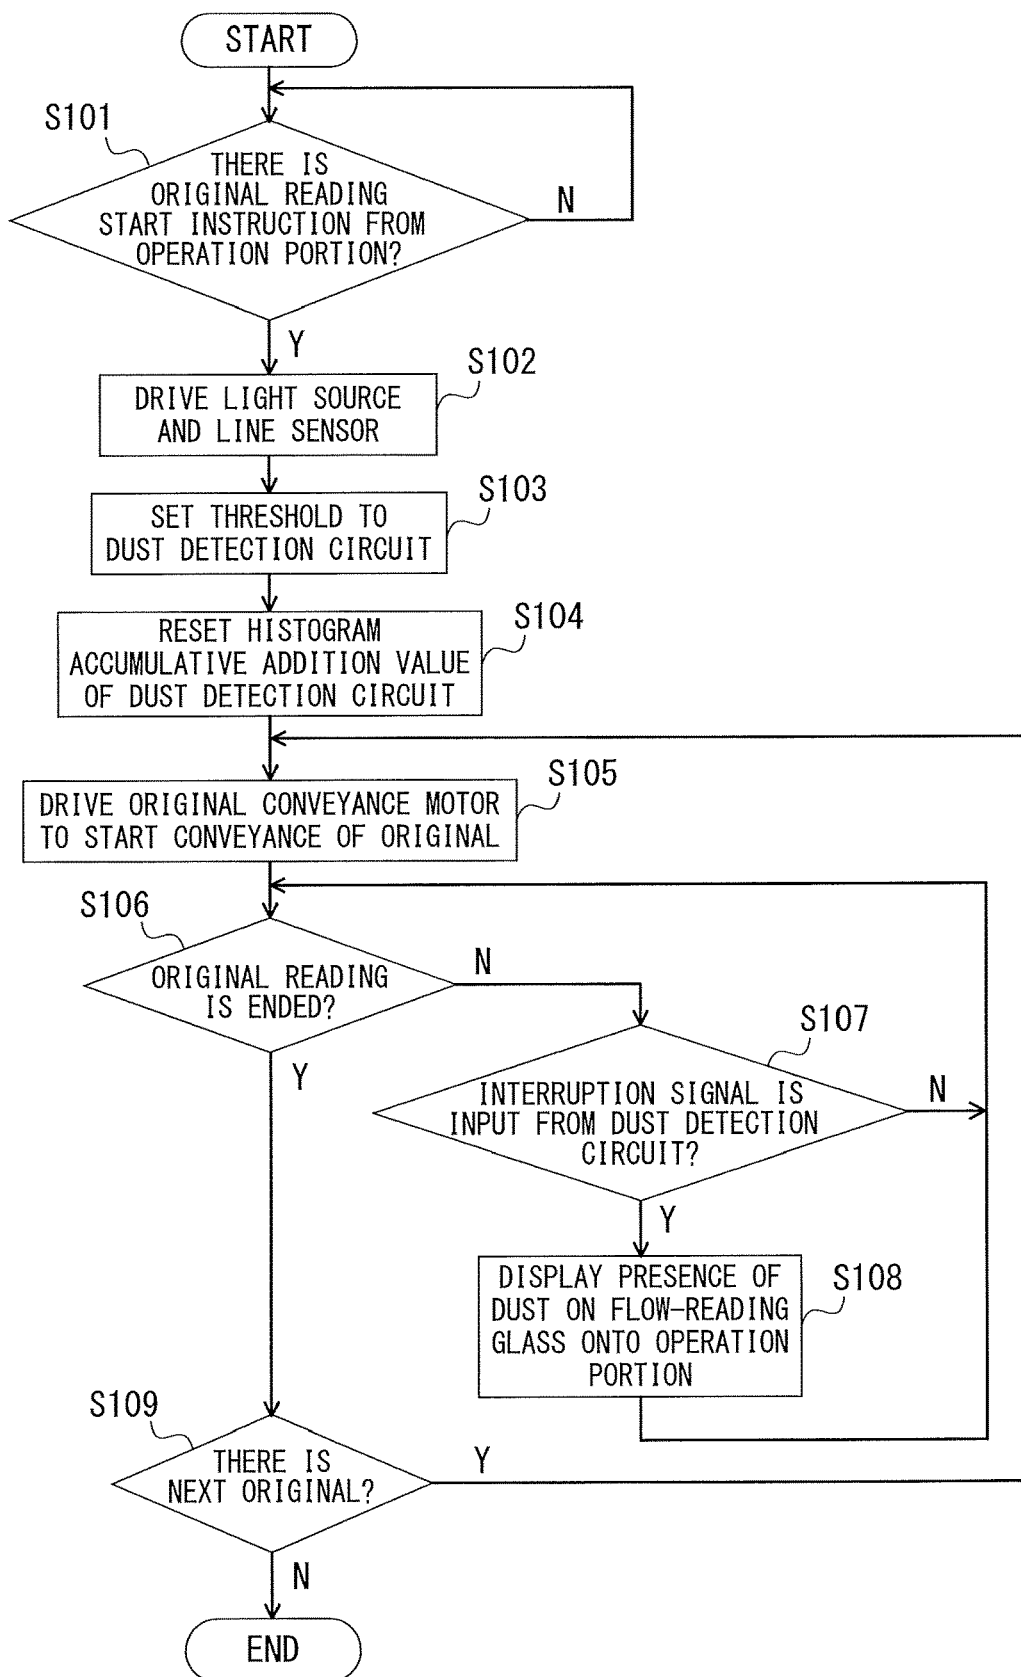 START
S101
THERE IS
ORIGINAL READING
START INSTRUCTION FROM
OPERATION PORTION?
N
Y
S102
DRIVE LIGHT SOURCE
AND LINE SENSOR
S103
SET THRESHOLD TO
DUST DETECTION CIRCUIT
S104
RESET HISTOGRAM
ACCUMULATIVE ADDITION VALUE
OF DUST DETECTION CIRCUIT
S105
DRIVE ORIGINAL CONVEYANCE MOTOR
TO START CONVEYANCE OF ORIGINAL
S106
ORIGINAL READING
IS ENDED?
N
Y
S107
INTERRUPTION SIGNAL IS
INPUT FROM DUST DETECTION
CIRCUIT?
N
Y
S108
DISPLAY PRESENCE OF
DUST ON FLOW-READING
GLASS ONTO OPERATION
PORTION
S109
THERE IS
NEXT ORIGINAL?
Y
N
END